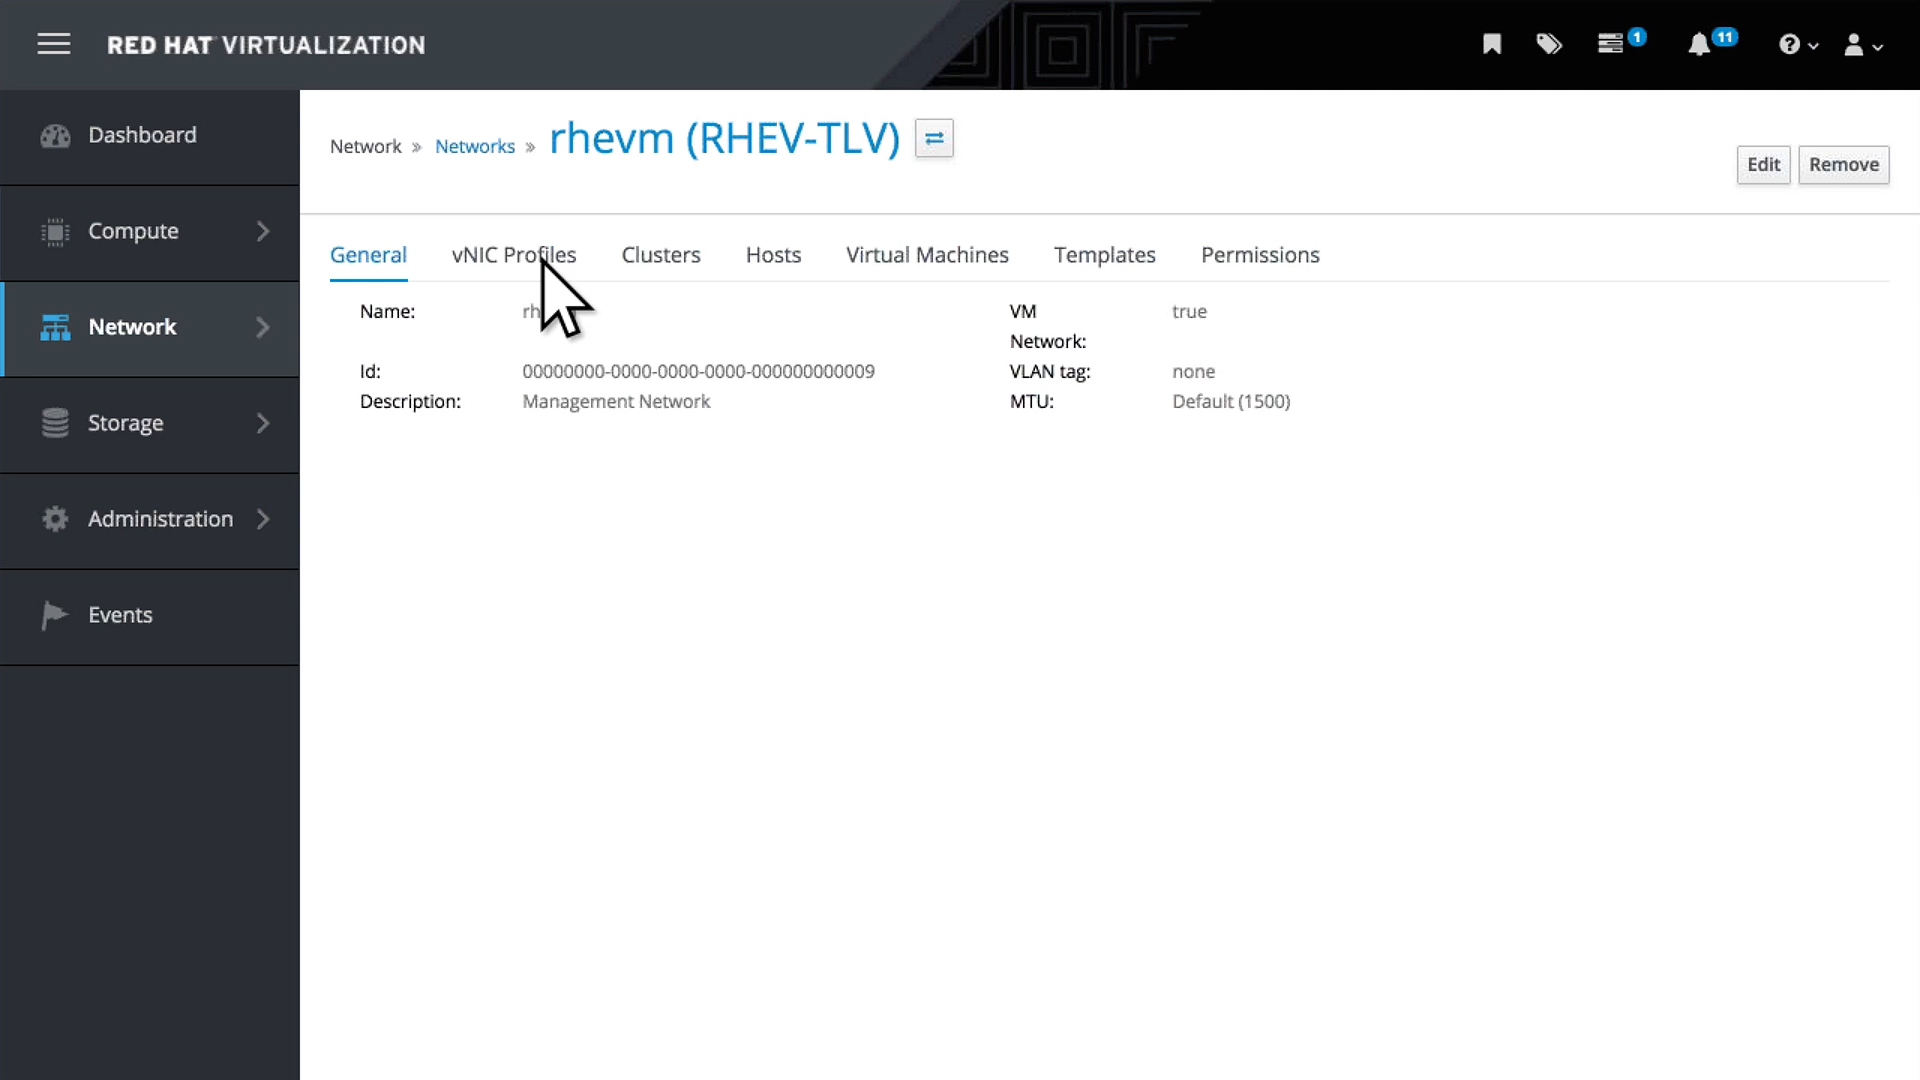 RED HAT VIRTUALIZATION
1
11
Dashboard
Compute
Network
Storage
Administration
Events
Network » Networks » rhevm (RHEV-TLV)
Edit Remove
General vNIC Profiles Clusters Hosts Virtual Machines Templates Permissions
Name: rh
VM Network: true
Id: 00000000-0000-0000-0000-000000000009
VLAN tag: none
Description: Management Network
MTU: Default (1500)